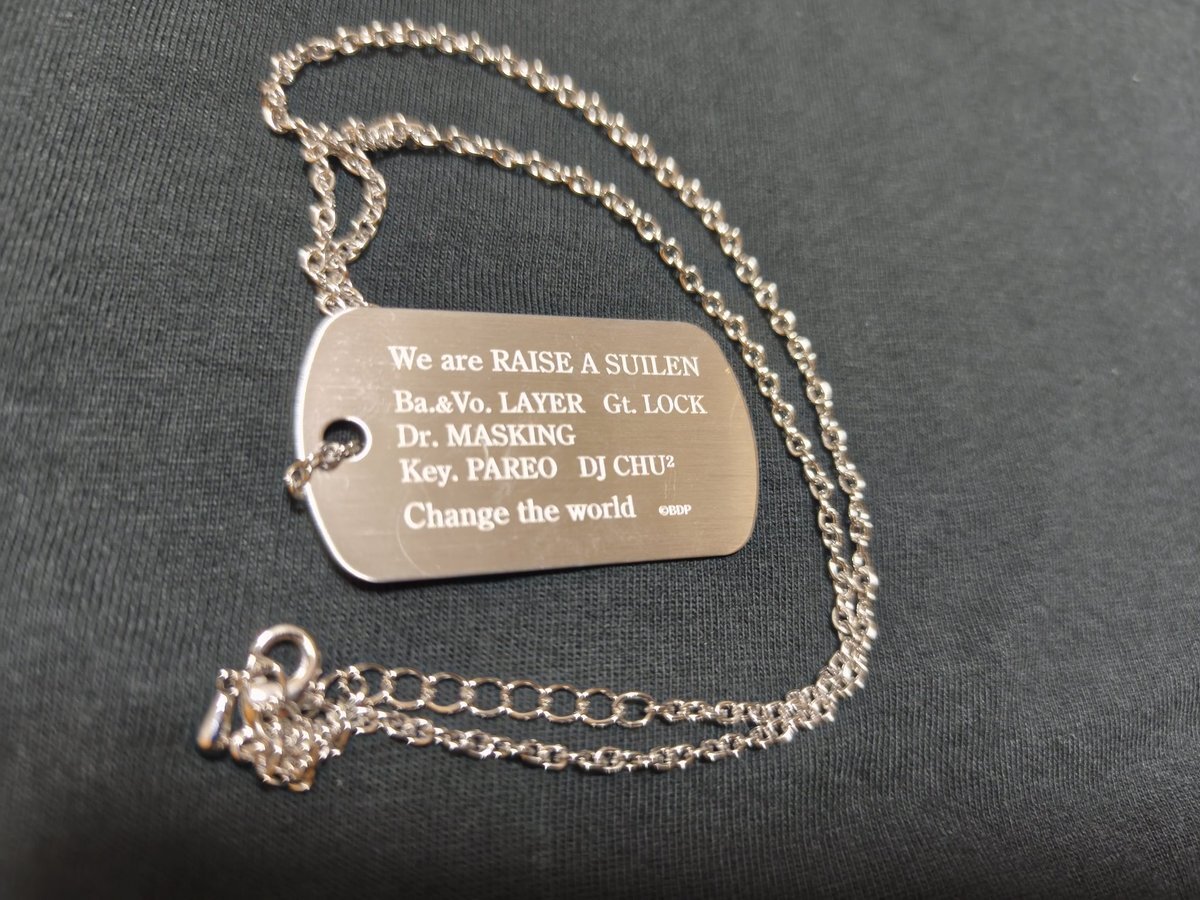 We are RAISE A SUILEN
Ba.&Vo. LAYER Gt. LOCK
Dr. MASKING
Key. PAREO DJ CHU²
Change the world ©BDP